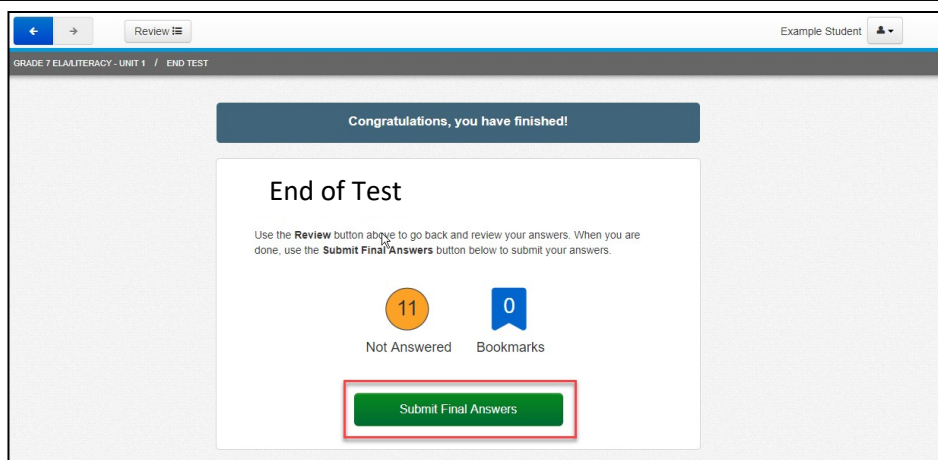 Review
Example Student
GRADE 7 ELA/LITERACY - UNIT 1 / END TEST
Congratulations, you have finished!
End of Test
Use the Review button above to go back and review your answers. When you are
done, use the Submit Final Answers button below to submit your answers.
11
0
Not Answered
Bookmarks
Submit Final Answers